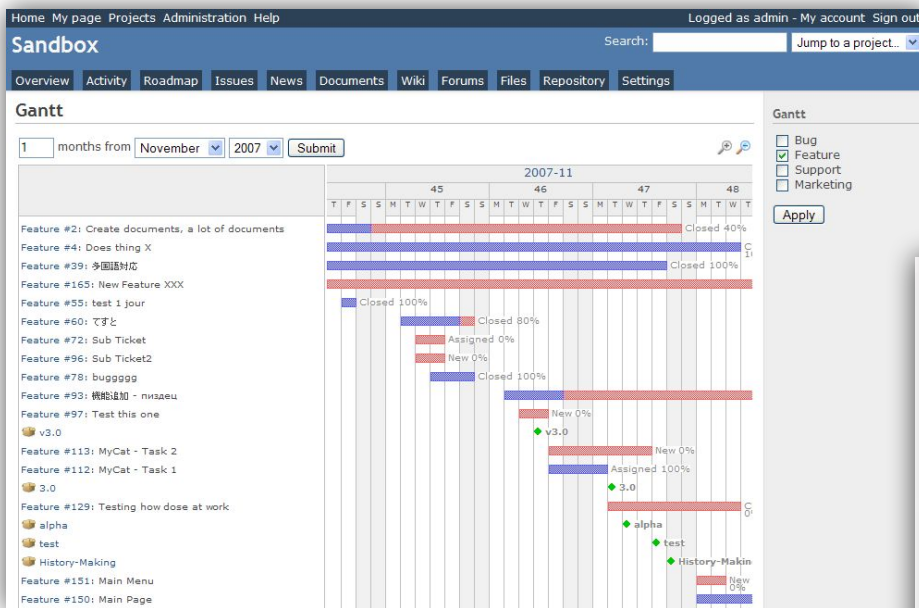 Home My page Projects Administration Help Logged as admin - My account Sign out
Sandbox Search: Jump to a project...
Overview Activity Roadmap Issues News Documents Wiki Forums Files Repository Settings
Gantt
1 months from November 2007 Submit
2007-11
45 46 47 48
T F S S M T W T F S S M T W T F S S M T W T F S S M T W T
Feature #2: Create documents, a lot of documents Closed 40%
Feature #4: Does thing X
Feature #39: 多国語対応 Closed 100%
Feature #165: New Feature XXX
Feature #55: test 1 jour Closed 100%
Feature #60: てすと Closed 80%
Feature #72: Sub Ticket Assigned 0%
Feature #96: Sub Ticket2 New 0%
Feature #78: buggggg Closed 100%
Feature #93: 機能追加 - пиздец
Feature #97: Test this one New 0%
v3.0 v3.0
Feature #113: MyCat - Task 2 New 0%
Feature #112: MyCat - Task 1 Assigned 100%
3.0 3.0
Feature #129: Testing how dose at work
alpha alpha
test test
History-Making History-Makin
Feature #151: Main Menu New 0%
Feature #150: Main Page
Gantt
Bug
Feature
Support
Marketing
Apply